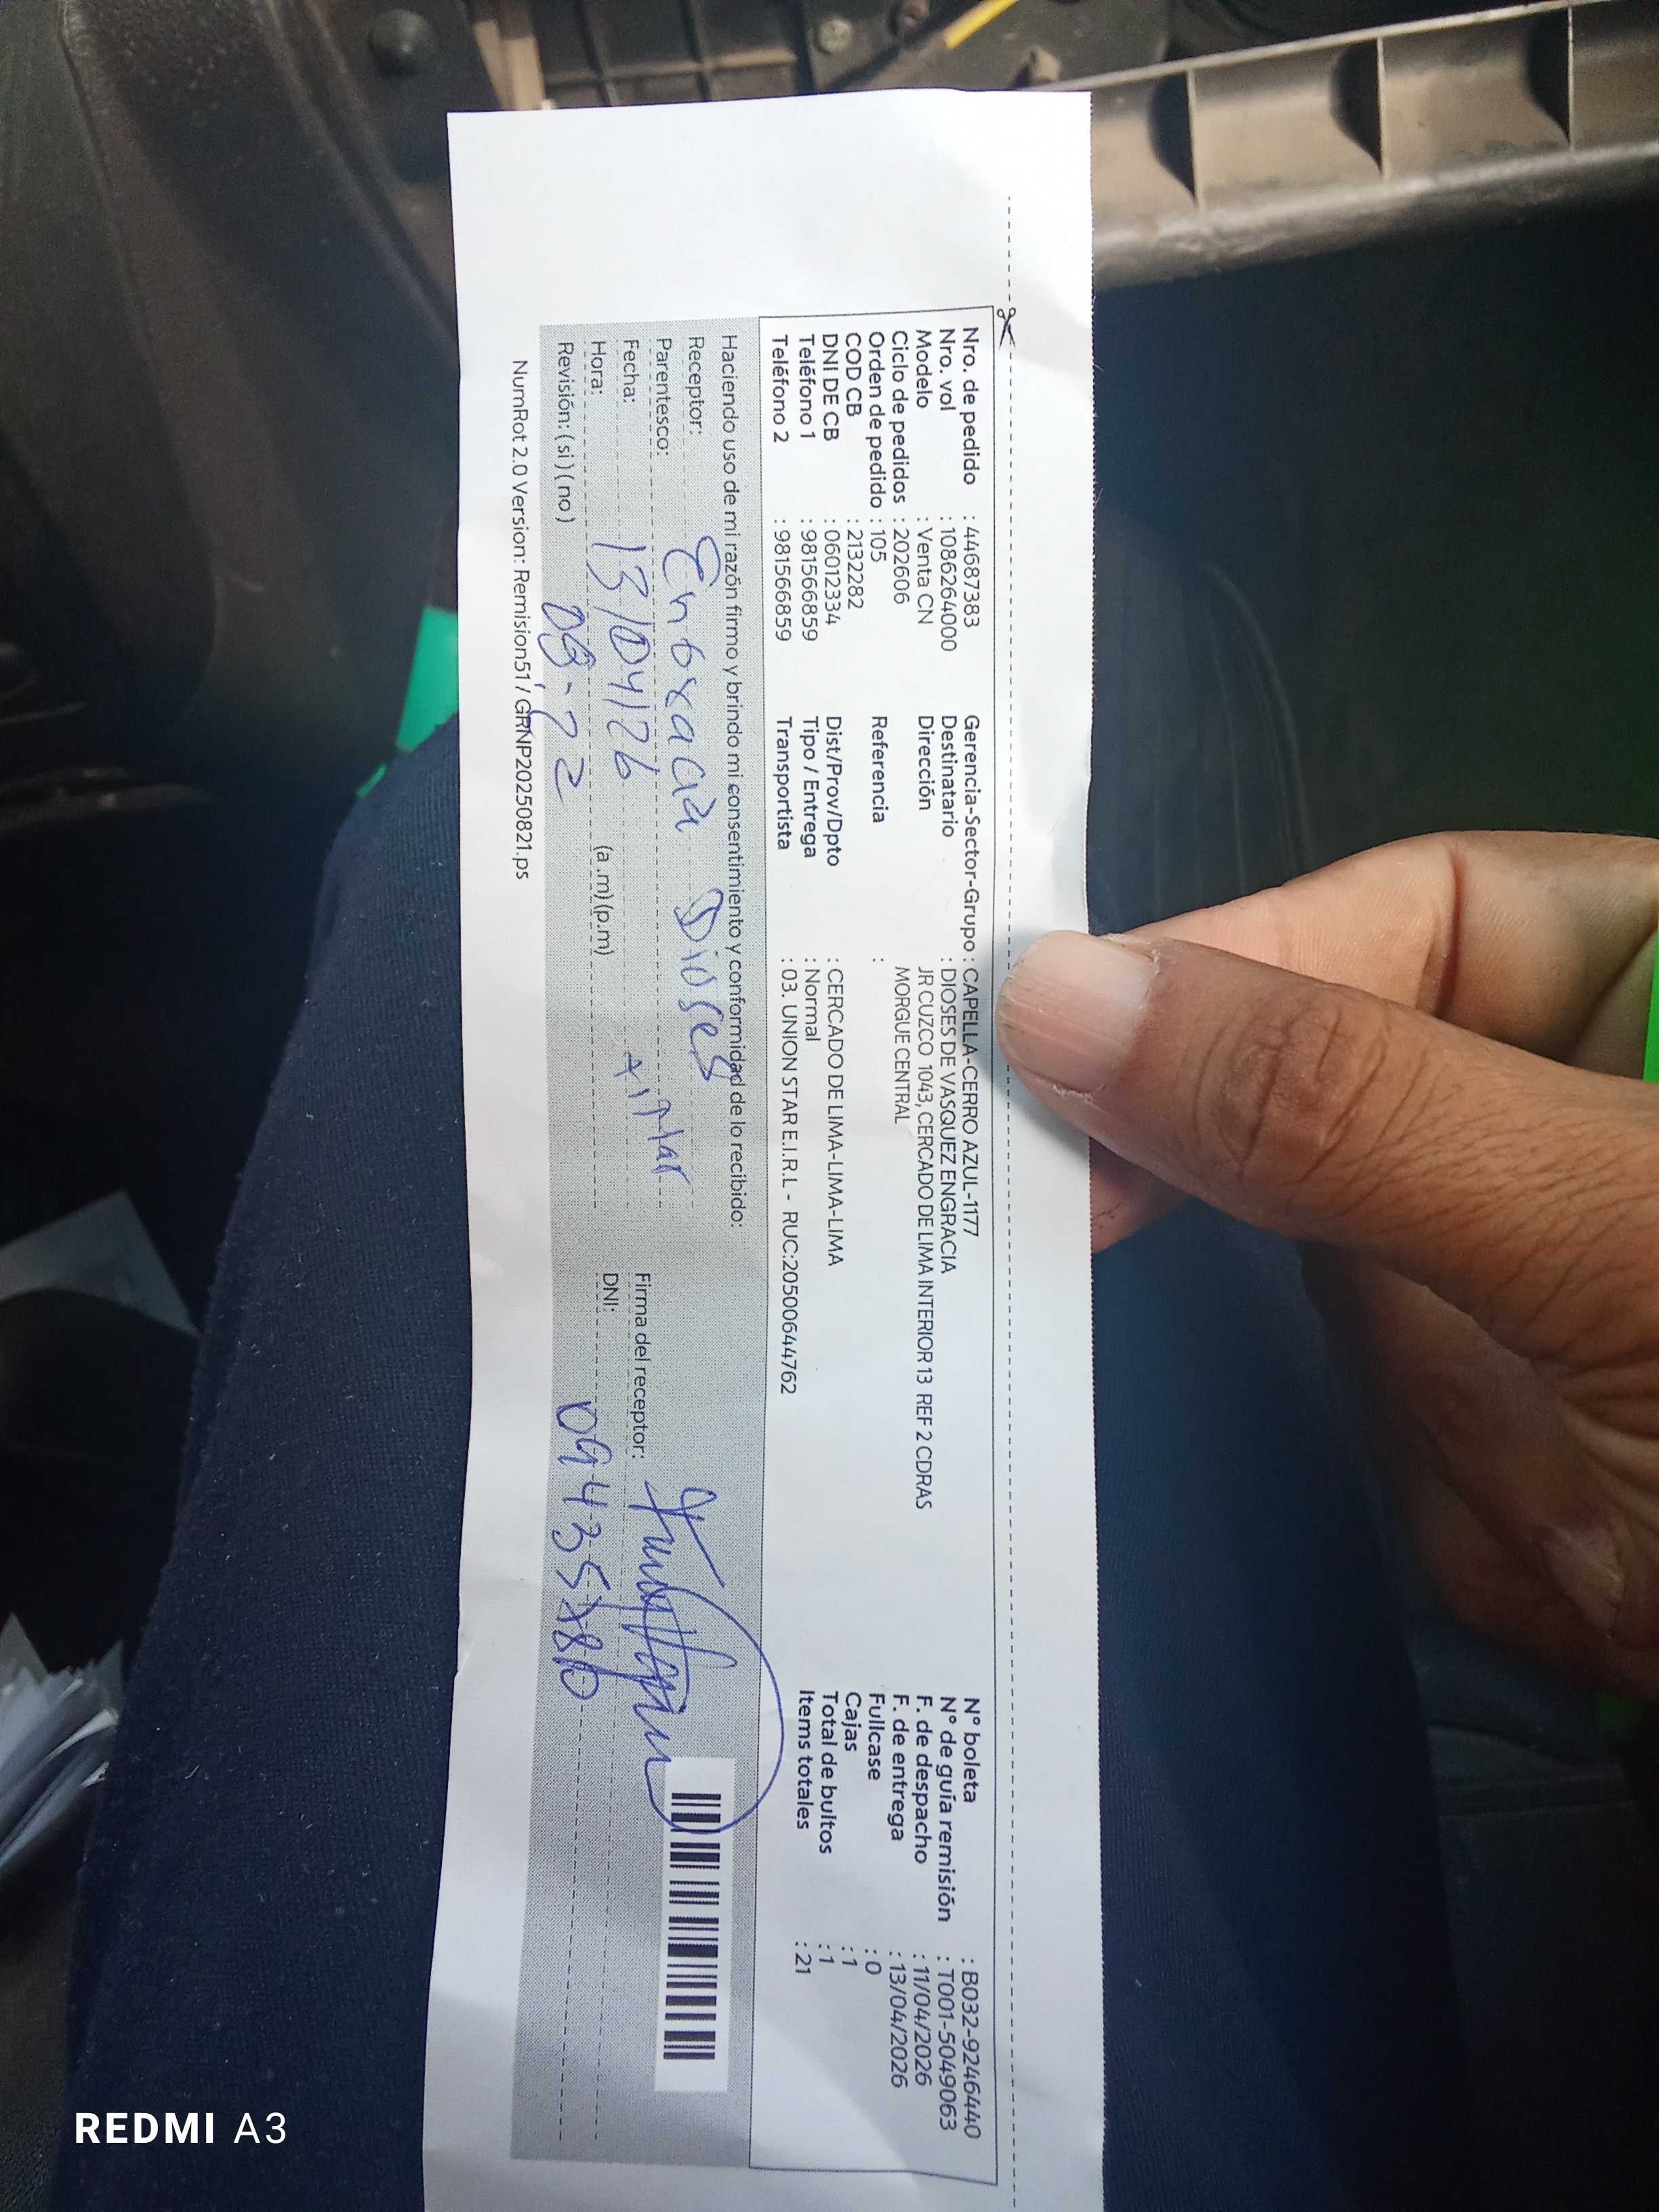 Nro. de pedido : 44687383
Nro. vol : 1086264000
Modelo : Venta CN
Ciclo de pedidos : 202606
Orden de pedido : 105
COD CB : 2132282
DNI DE CB : 06012334
Teléfono 1 : 981566859
Teléfono 2 : 981566859
Gerencia-Sector-Grupo : CAPELLA-CERRO AZUL-1177
Destinatario : DIOSES DE VASQUEZ ENGRACIA
Dirección JR CUZCO 1043, CERCADO DE LIMA INTERIOR 13 REF 2 CDRAS
MORGUE CENTRAL
Referencia :
Dist/Prov/Dpto : CERCADO DE LIMA-LIMA-LIMA
Tipo / Entrega : Normal
Transportista : 03. UNION STAR E.I.R.L - RUC:20500644762
N° boleta : B032-9246440
N° de guía remisión : T001-5049063
F. de despacho : 11/04/2026
F. de entrega : 13/04/2026
Fullcase : 0
Cajas : 1
Total de bultos : 1
Items totales : 21
Haciendo uso de mi razón firmo y brindo mi consentimiento y conformidad de lo recibido:
Receptor: Dioses
Parentesco:
Fecha: 13/04/26
Hora: (a .m) (p.m)
Revisión: ( si ) ( no )
Firma del receptor:
DNI:
NumRot 2.0 Version: Remision51 / GRNP20250821.ps
REDMI A3